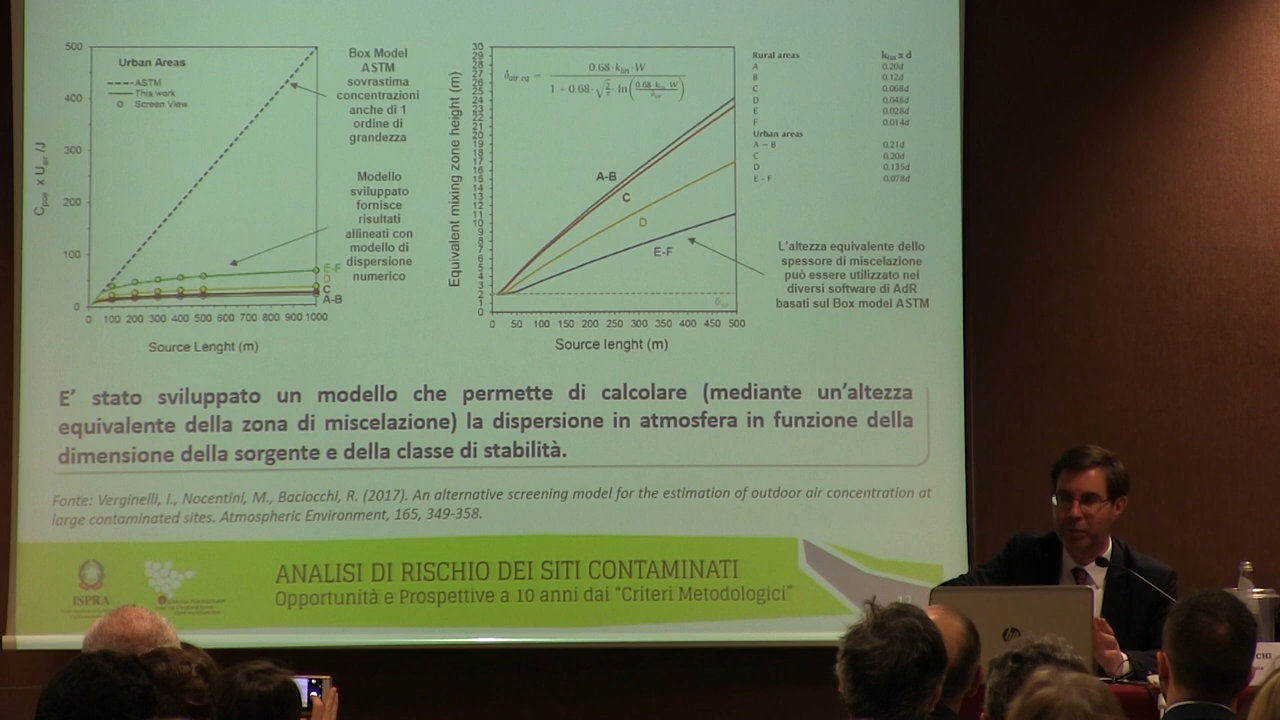 500
400
300
200
100
0
C x U /J
Urban Areas
ASTM
This work
Screen View
E-F
D
C
A-B
0 100 200 300 400 500 600 700 800 900 1000
Source Lenght (m)
Box Model
ASTM
sovrastima
concentrazioni
anche di 1
ordine di
grandezza
Modello
sviluppato
fornisce
risultati
allineati con
modello di
dispersione
numerico
Equivalent mixing zone height (m)
30
29
28
27
26
25
24
23
22
21
20
19
18
17
16
15
14
13
12
11
10
9
8
7
6
5
4
3
2
1
0
A-B
C
D
E-F
0 50 100 150 200 250 300 350 400 450 500
Source lenght (m)
Rural areas
A 0.20d
B 0.12d
C 0.068d
D 0.048d
E 0.028d
F 0.014d
Urban areas
A - B 0.21d
C 0.20d
D 0.135d
E - F 0.078d
L'altezza equivalente dello
spessore di miscelazione
può essere utilizzato nei
diversi software di AdR
basati sul Box model ASTM
E' stato sviluppato un modello che permette di calcolare (mediante un'altezza
equivalente della zona di miscelazione) la dispersione in atmosfera in funzione della
dimensione della sorgente e della classe di stabilità.
Fonte: Verginelli, I., Nocentini, M., Baciocchi, R. (2017). An alternative screening model for the estimation of outdoor air concentration at
large contaminated sites. Atmospheric Environment, 165, 349-358.
ISPRA
ANALISI DI RISCHIO DEI SITI CONTAMINATI
Opportunità e Prospettive a 10 anni dai "Criteri Metodologici"
hp
CHI